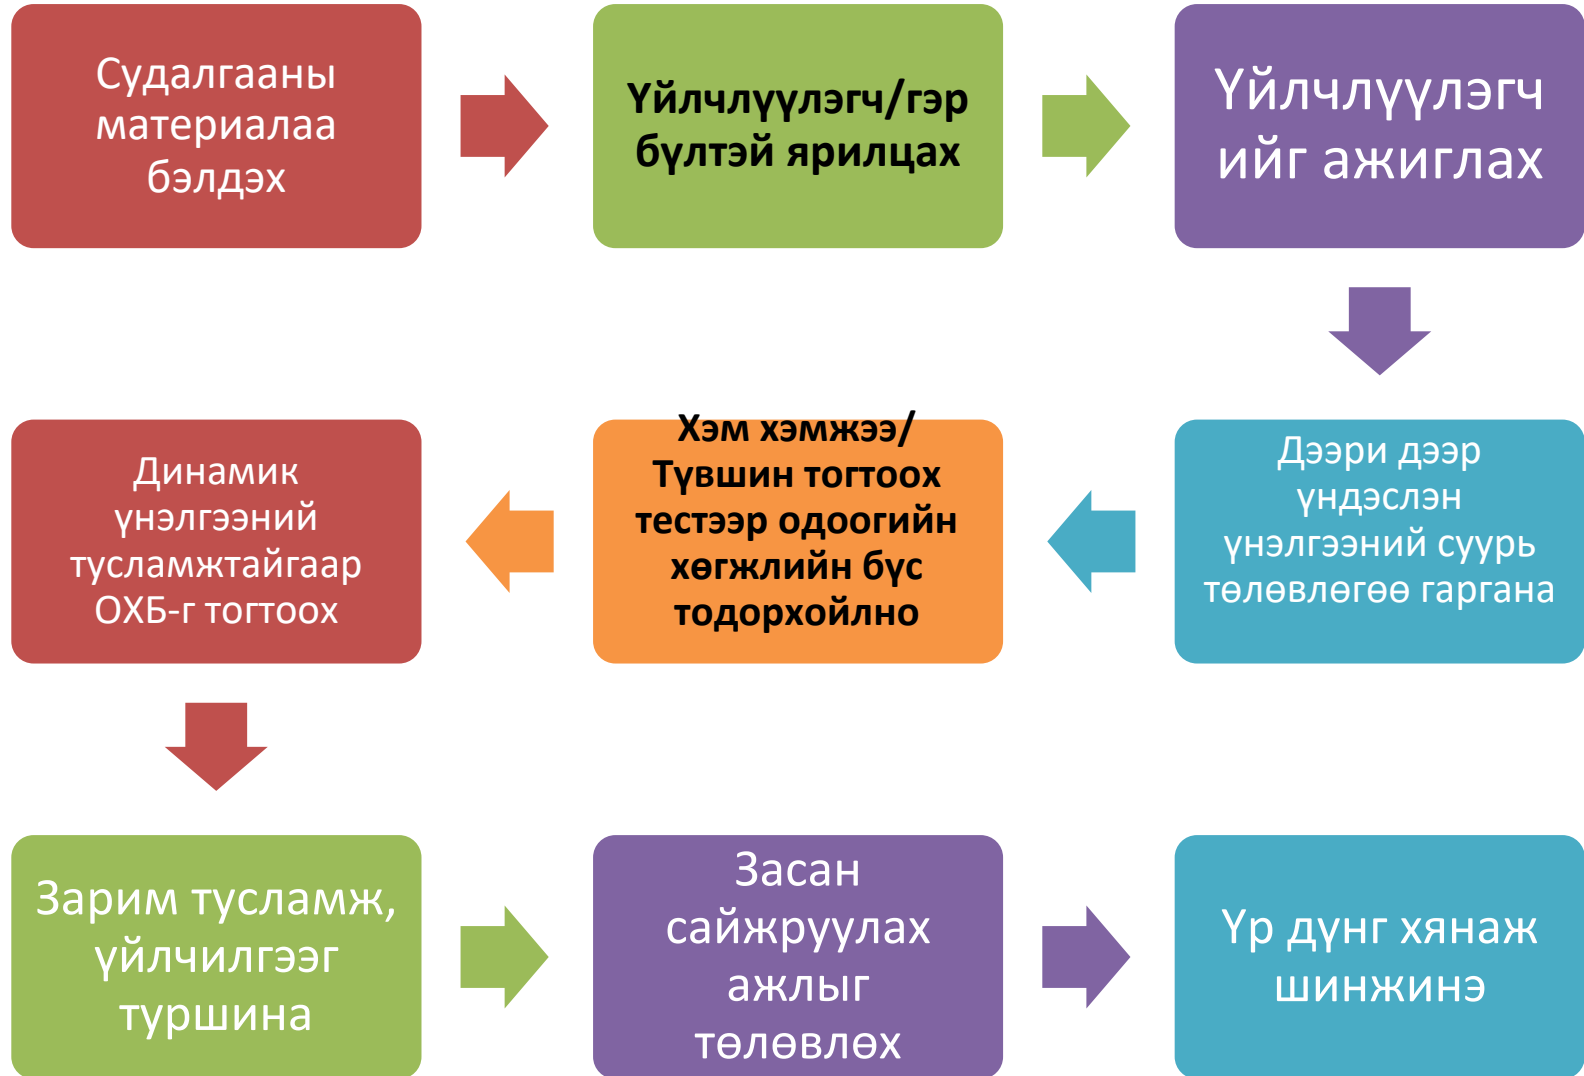 Судалгааны
материалаа
бэлдэх
Үйлчлүүлэгч/гэр
бүлтэй ярилцах
Үйлчлүүлэгч
ийг ажиглах
Дээри дээр
үндэслэн
үнэлгээний суурь
төлөвлөгөө гаргана
Хэм хэмжээ/
Түвшин тогтоох
тестээр одоогийн
хөгжлийн бүс
тодорхойлно
Динамик
үнэлгээний
тусламжтайгаар
ОХБ-г тогтоох
Зарим тусламж,
үйлчилгээг
туршина
Засан
сайжруулах
ажлыг
төлөвлөх
Үр дүнг хянаж
шинжинэ